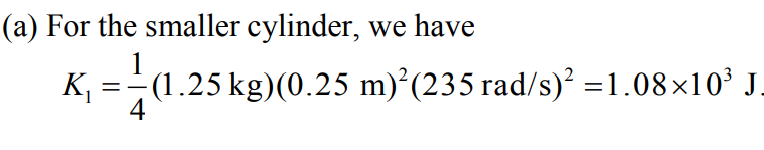 (a) For the smaller cylinder, we have
K₁ = 1/4 (1.25 kg)(0.25 m)²(235 rad/s)² = 1.08×10³ J.